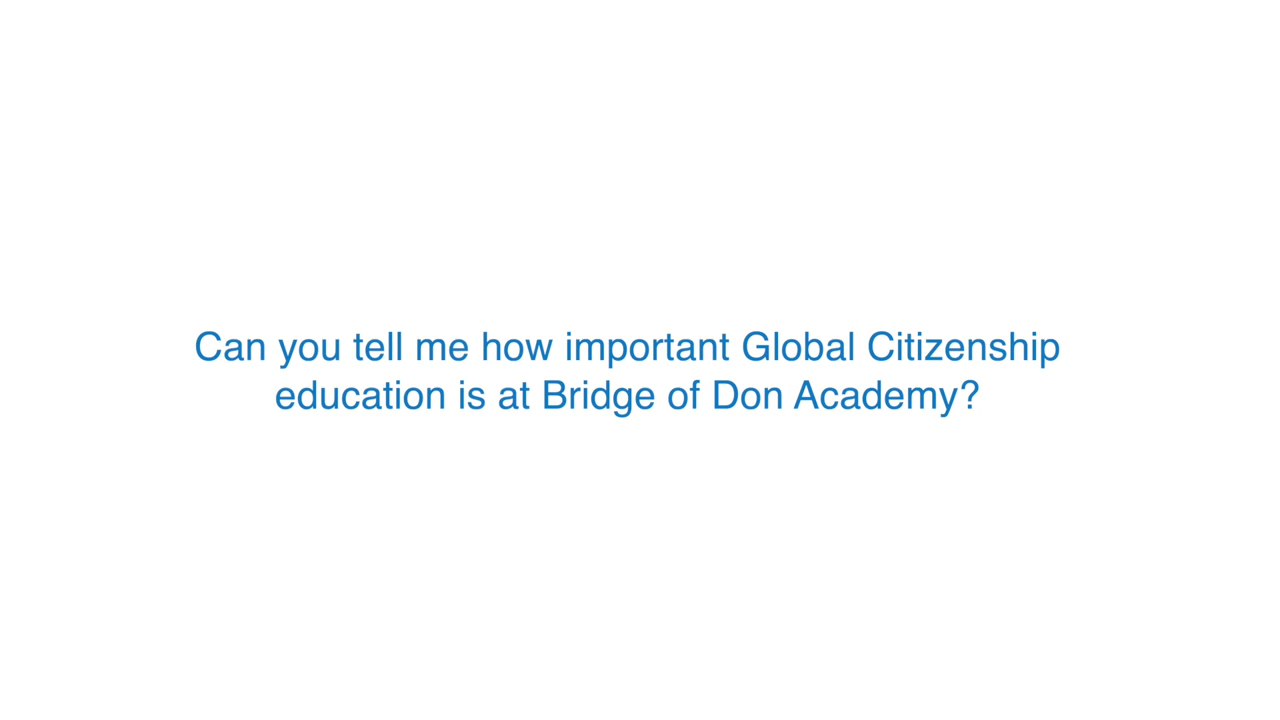 Can you tell me how important Global Citizenship
education is at Bridge of Don Academy?